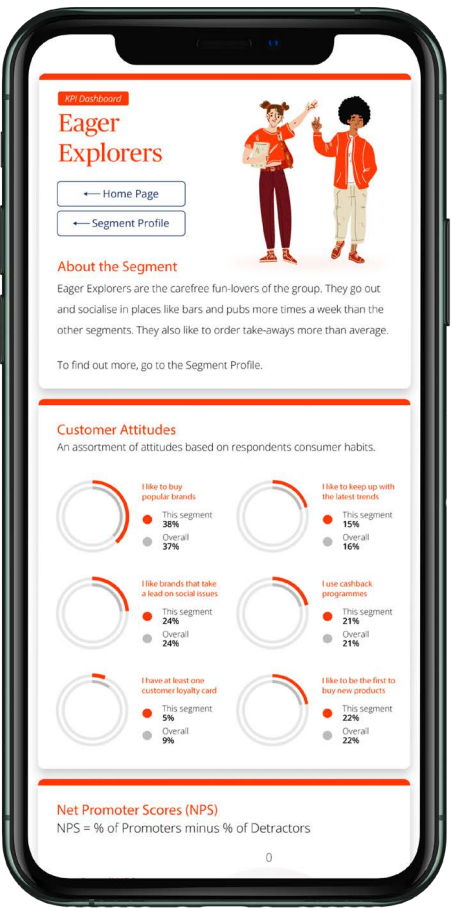 KPI Dashboard
Eager
Explorers
← Home Page
← Segment Profile
About the Segment
Eager Explorers are the carefree fun-lovers of the group. They go out
and socialise in places like bars and pubs more times a week than the
other segments. They also like to order take-aways more than average.
To find out more, go to the Segment Profile.
Customer Attitudes
An assortment of attitudes based on respondents consumer habits.
I like to buy
popular brands
This segment
38%
Overall
37%
I like to keep up with
the latest trends
This segment
15%
Overall
16%
I like brands that take
a lead on social issues
This segment
24%
Overall
24%
I use cashback
programmes
This segment
21%
Overall
21%
I have at least one
customer loyalty card
This segment
5%
Overall
9%
I like to be the first to
buy new products
This segment
22%
Overall
22%
Net Promoter Scores (NPS)
NPS = % of Promoters minus % of Detractors
0